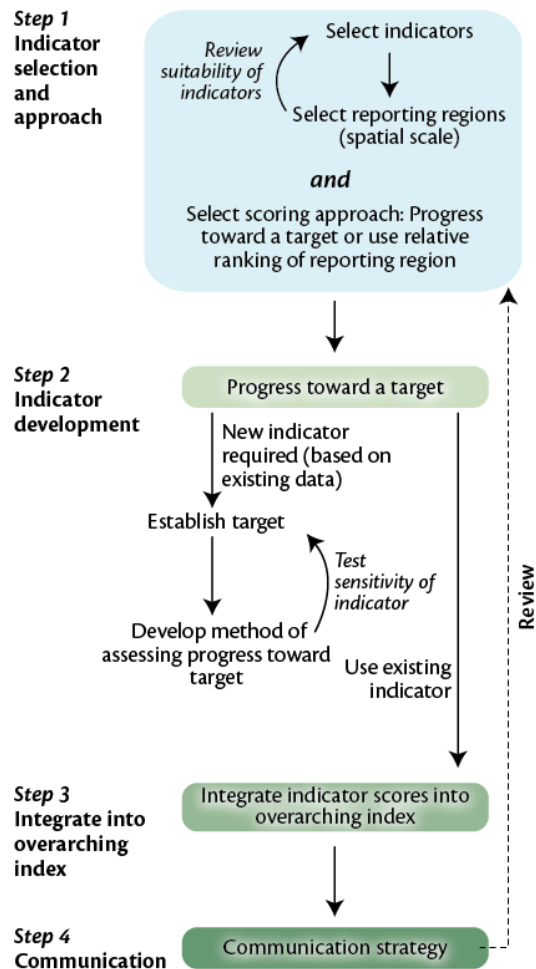 Step 1
Indicator
selection
and
approach
Select indicators
Review
suitability of
indicators
Select reporting regions
(spatial scale)
and
Select scoring approach: Progress
toward a target or use relative
ranking of reporting region
Step 2
Indicator
development
Progress toward a target
New indicator
required (based on
existing data)
Establish target
Test
sensitivity of
indicator
Develop method of
assessing progress toward
target
Use existing
indicator
Review
Step 3
Integrate into
overarching
index
Integrate indicator scores into
overarching index
Step 4
Communication
Communication strategy